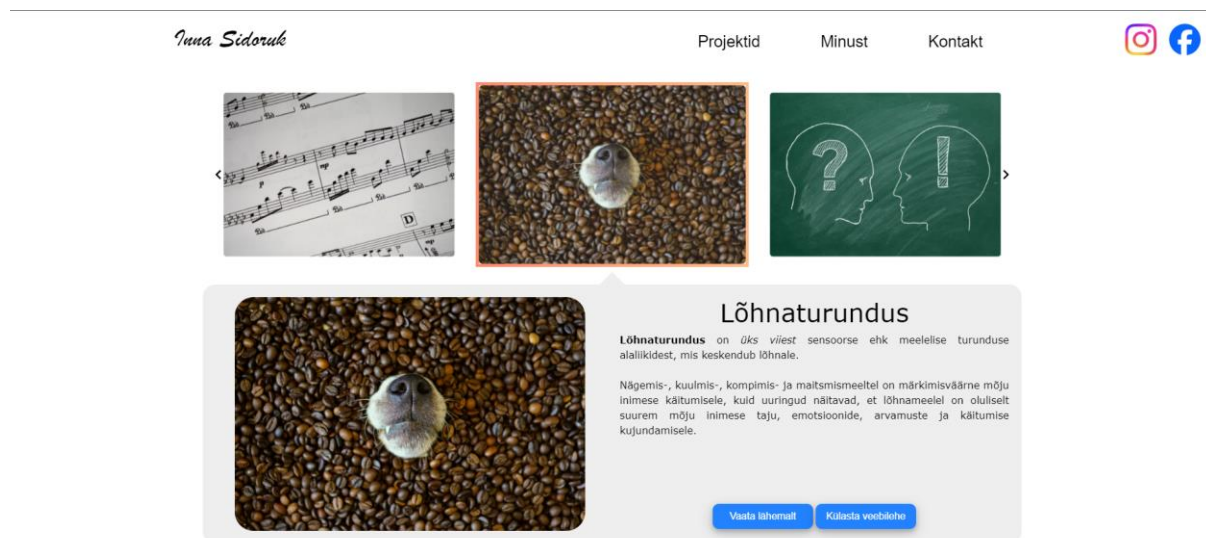 Inna Sidoruk
Projektid
Minust
Kontakt
p
mp
D
mp
?
!
Lõhnaturundus
Lõhnaturundus on üks viiest sensoorse ehk meelelise turunduse
alaliikidest, mis keskendub lõhnale.
Nägemis-, kuulmis-, kompimis- ja maitsmismeeltel on märkimisväärne mõju
inimese käitumisele, kuid uuringud näitavad, et lõhnameelel on oluliselt
suurem mõju inimese taju, emotsioonide, arvamuste ja käitumise
kujundamisele.
Vaata lähemalt
Külasta veebilehe